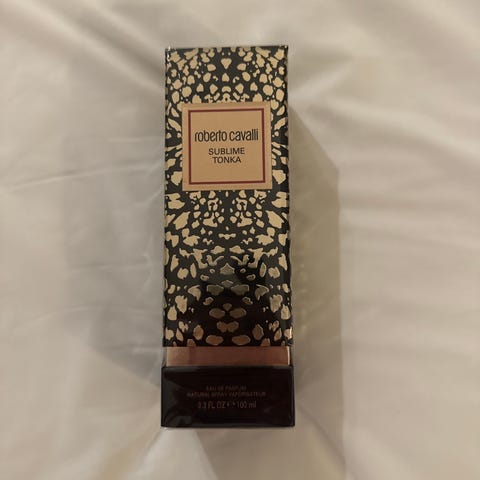 roberto cavalli
SUBLIME
TONKA
EAU DE PARFUM
NATURAL SPRAY VAPORISATEUR
3.3 FL OZ ℮ 100 ml